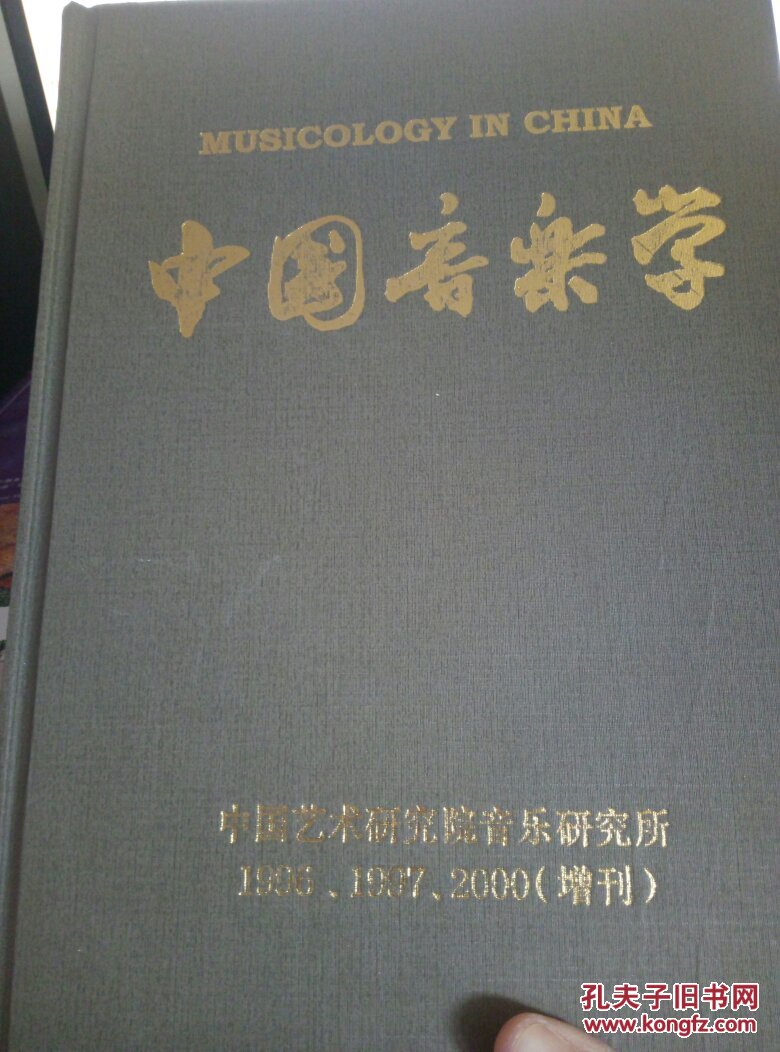 MUSICOLOGY IN CHINA
中国音乐学
中国艺术研究院音乐研究所
1996、1997、2000(增刊)
孔夫子旧书网
www.kongfz.com